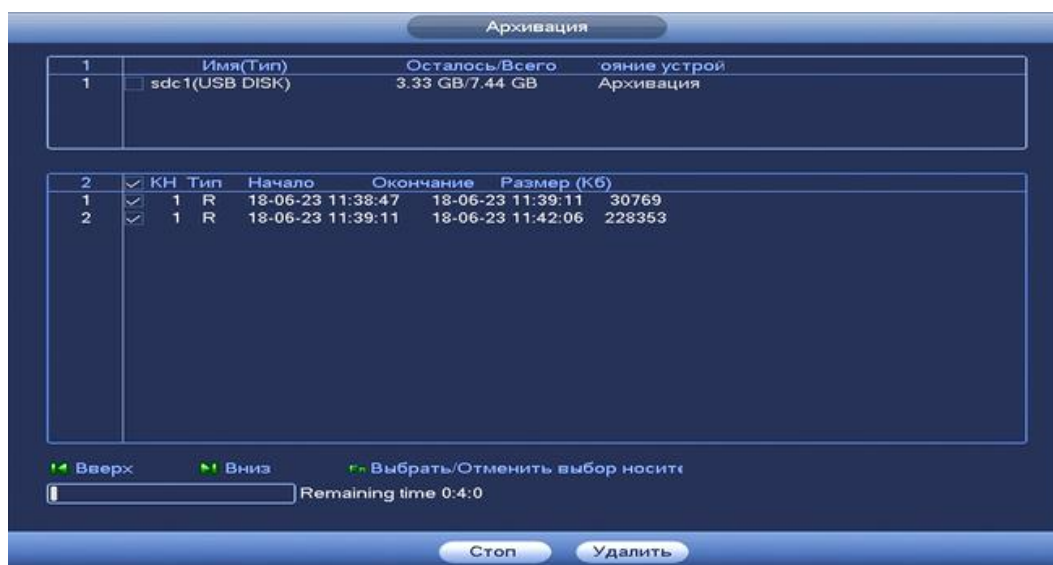 Архивация
1 Имя(Тип) Осталось/Всего ояние устрой
1 sdc1(USB DISK) 3.33 GB/7.44 GB Архивация
2 КН Тип Начало Окончание Размер (Кб)
1 1 R 18-06-23 11:38:47 18-06-23 11:39:11 30769
2 1 R 18-06-23 11:39:11 18-06-23 11:42:06 228353
Вверх Вниз Fn Выбрать/Отменить выбор носите
Remaining time 0:4:0
Стоп Удалить